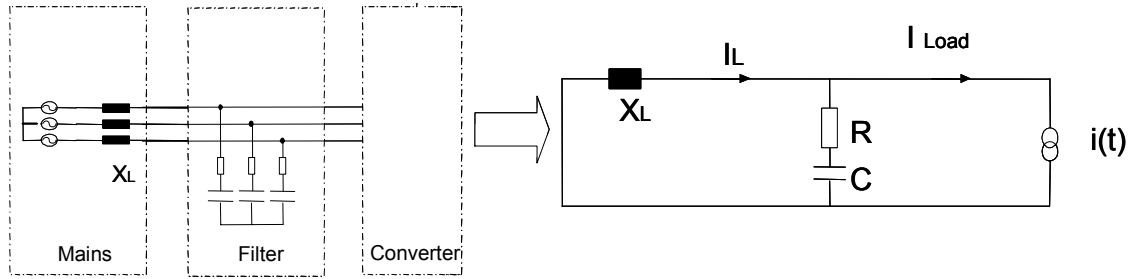 XL
Mains
Filter
Converter
XL
IL
I Load
R
C
i(t)